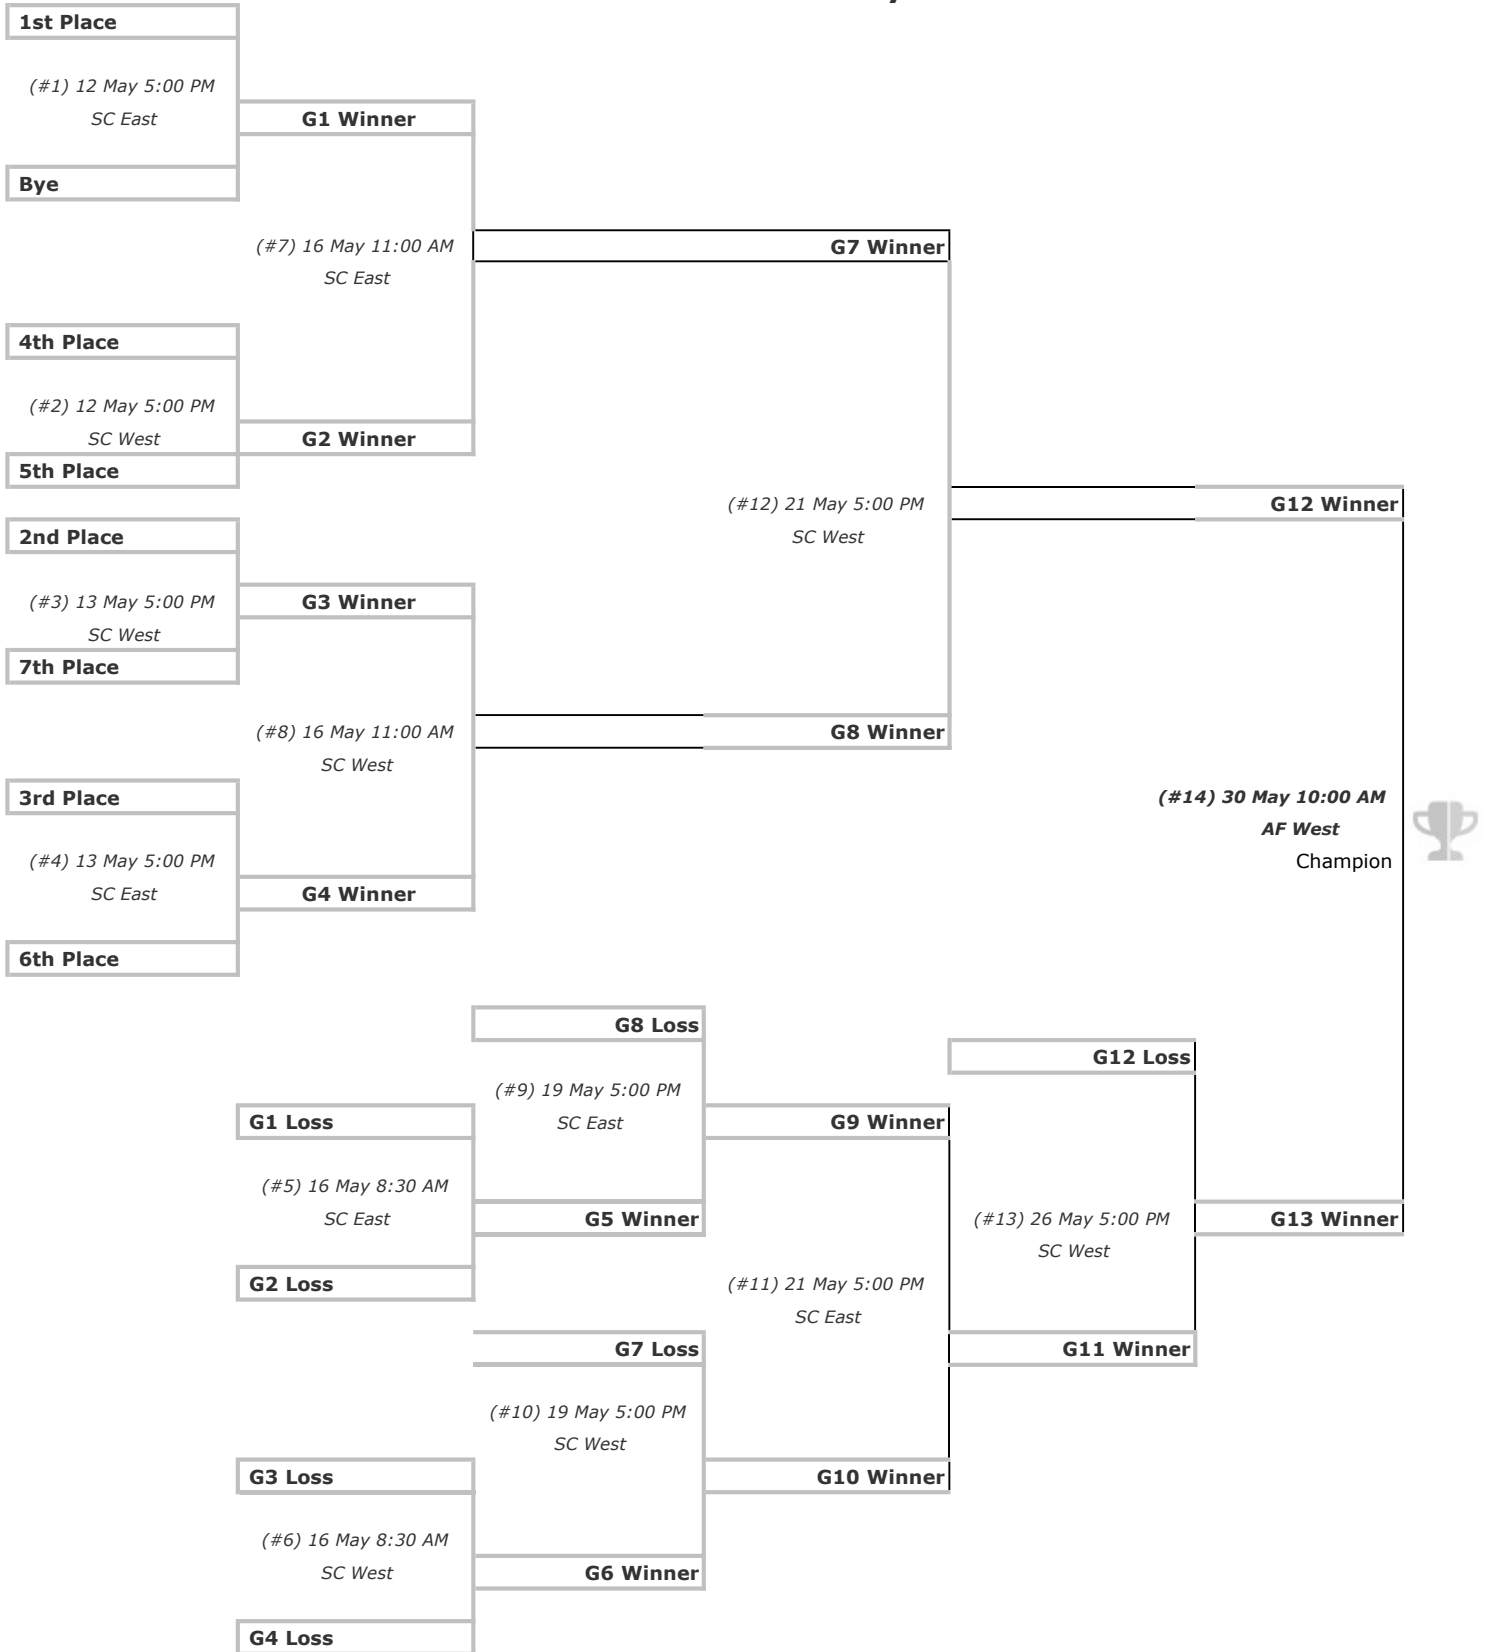 1st Place
(#1) 12 May 5:00 PM
SC East
G1 Winner
Bye
(#7) 16 May 11:00 AM
SC East
G7 Winner
4th Place
(#2) 12 May 5:00 PM
SC West
G2 Winner
5th Place
(#12) 21 May 5:00 PM
SC West
G12 Winner
2nd Place
(#3) 13 May 5:00 PM
SC West
G3 Winner
7th Place
(#8) 16 May 11:00 AM
SC West
G8 Winner
3rd Place
(#4) 13 May 5:00 PM
SC East
G4 Winner
6th Place
(#14) 30 May 10:00 AM
AF West
Champion
G8 Loss
(#9) 19 May 5:00 PM
SC East
G9 Winner
G12 Loss
G1 Loss
(#5) 16 May 8:30 AM
SC East
G5 Winner
(#13) 26 May 5:00 PM
SC West
G13 Winner
G2 Loss
(#11) 21 May 5:00 PM
SC East
G11 Winner
G7 Loss
(#10) 19 May 5:00 PM
SC West
G10 Winner
G3 Loss
(#6) 16 May 8:30 AM
SC West
G6 Winner
G4 Loss